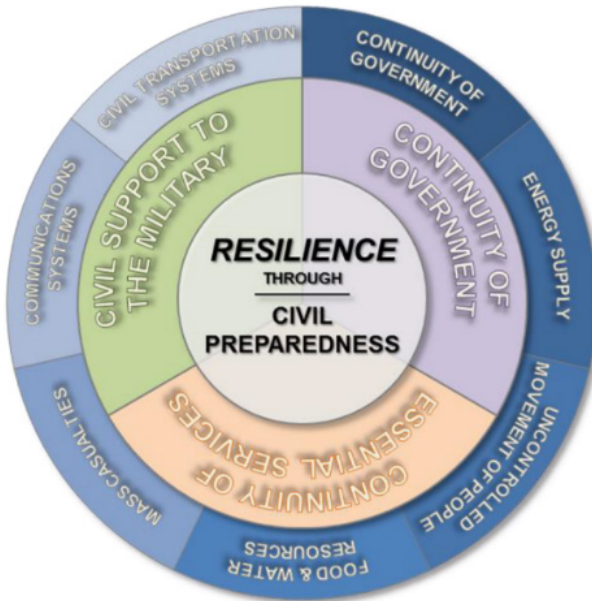 RESILIENCE
THROUGH
CIVIL
PREPAREDNESS
CONTINUITY OF
GOVERNMENT
CONTINUITY OF
ESSENTIAL SERVICES
CIVIL SUPPORT TO
THE MILITARY
CONTINUITY OF
GOVERNMENT
ENERGY SUPPLY
UNCONTROLLED
MOVEMENT OF PEOPLE
FOOD & WATER
RESOURCES
MASS CASUALTIES
COMMUNICATIONS
SYSTEMS
CIVIL TRANSPORTATION
SYSTEMS